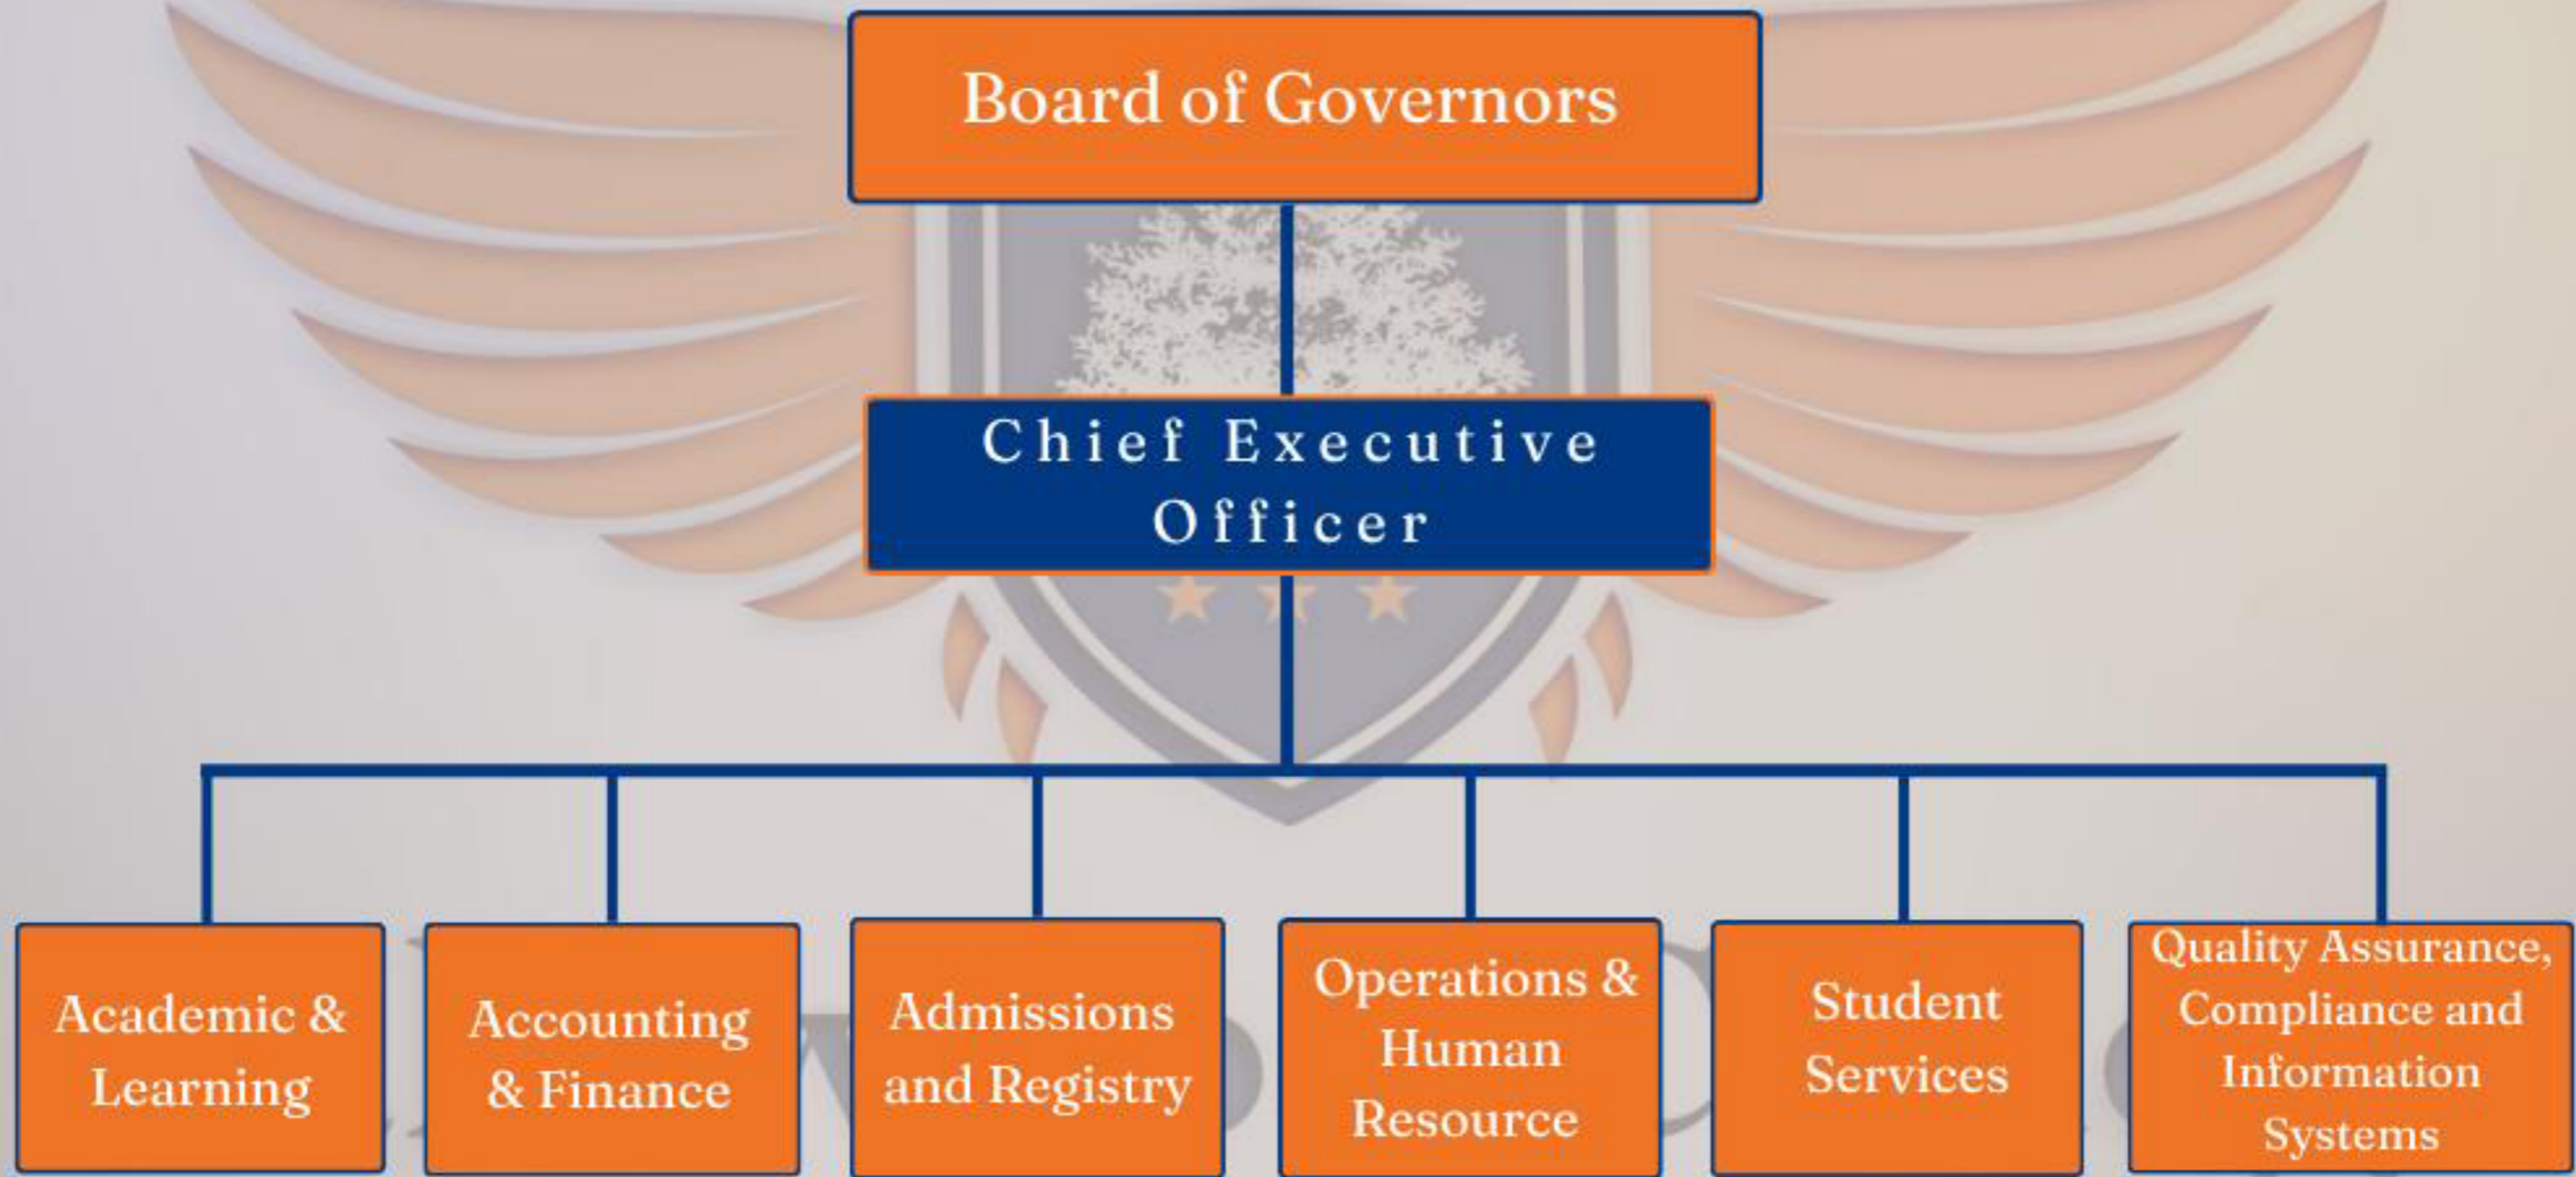 Board of Governors
Chief Executive
Officer
Academic &
Learning
Accounting
& Finance
Admissions
and Registry
Operations &
Human
Resource
Student
Services
Quality Assurance,
Compliance and
Information
Systems